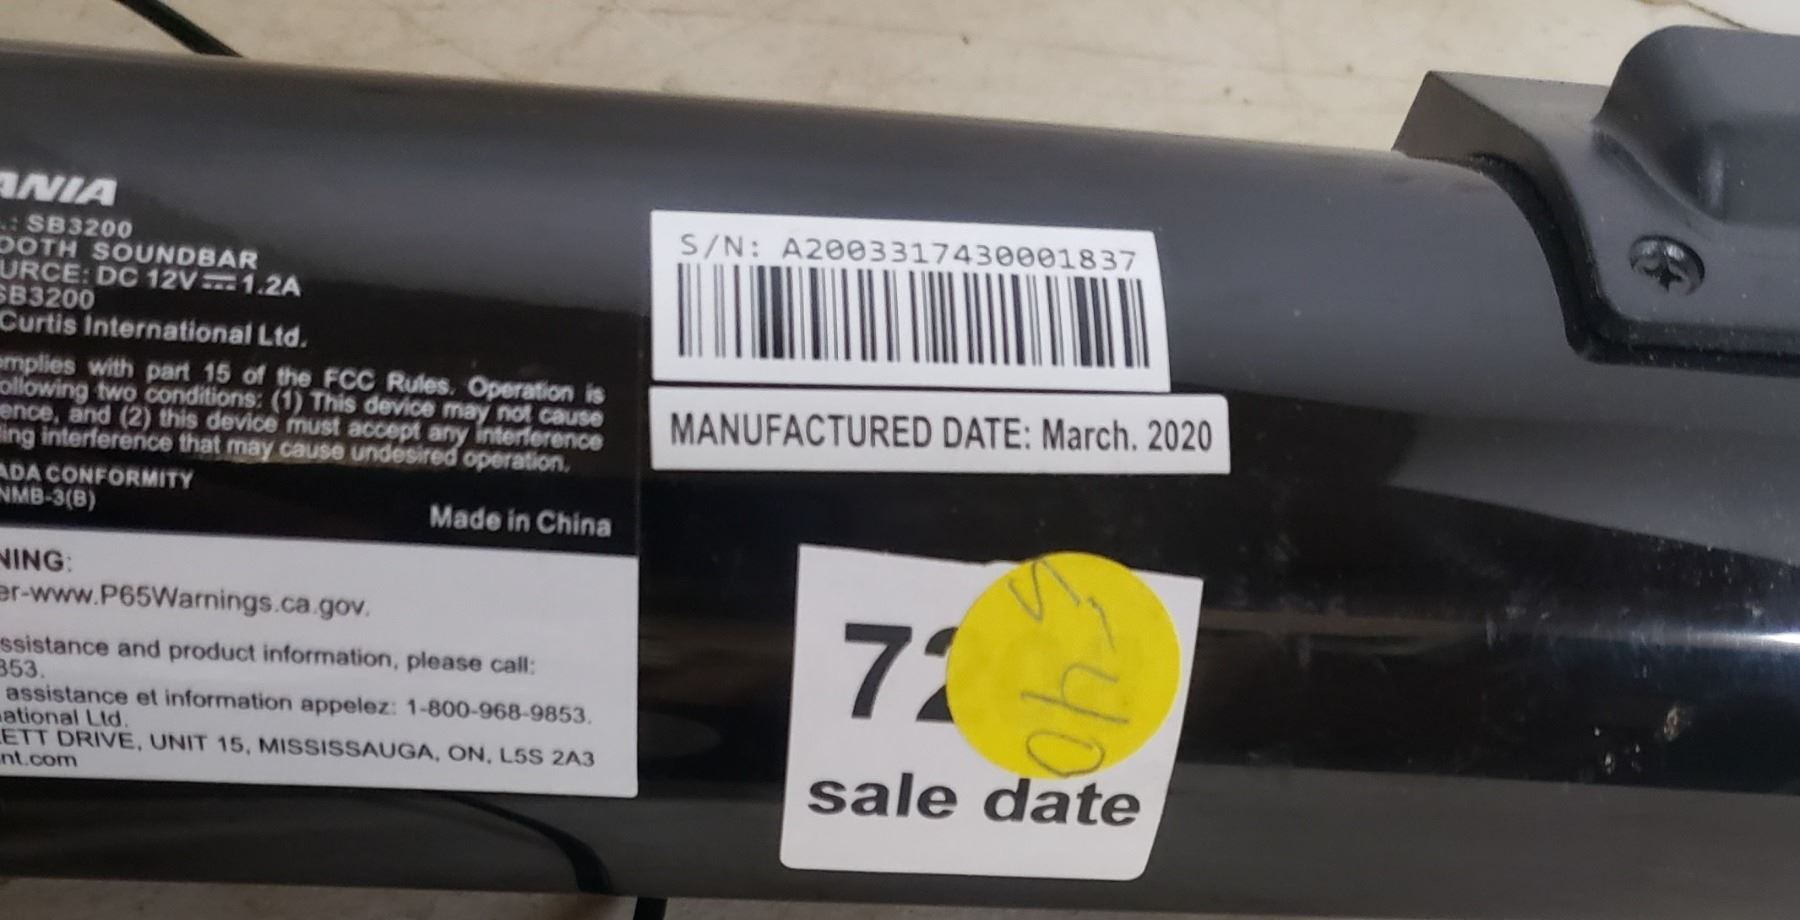 ANIA
.: SB3200
OOTH SOUNDBAR
URCE: DC 12V⎓1.2A
SB3200
Curtis International Ltd.
omplies with part 15 of the FCC Rules. Operation is
ollowing two conditions: (1) This device may not cause
ence, and (2) this device must accept any interference
ing interference that may cause undesired operation.
ADA CONFORMITY
NMB-3(B)
Made in China
NING:
er-www.P65Warnings.ca.gov.
ssistance and product information, please call:
853.
assistance et information appelez: 1-800-968-9853.
ational Ltd.
ETT DRIVE, UNIT 15, MISSISSAUGA, ON, L5S 2A3
nt.com
S/N: A2003317430001837
MANUFACTURED DATE: March. 2020
72
sale date